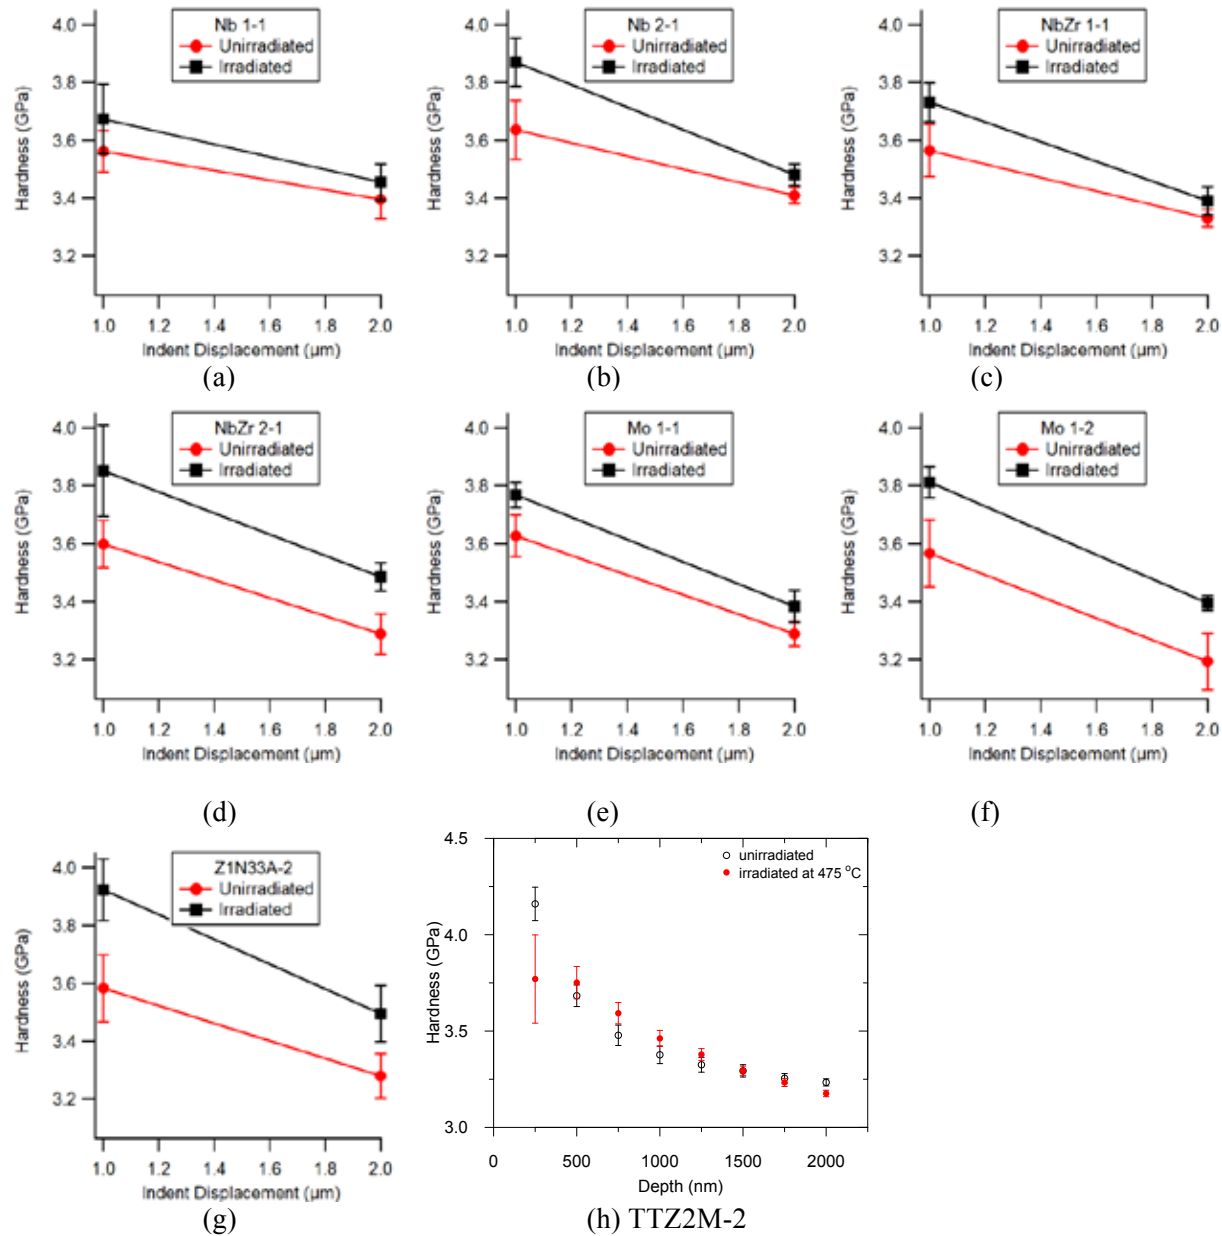 Nb 1-1
Unirradiated
Irradiated
4.0
3.8
3.6
3.4
3.2
Hardness (GPa)
1.0 1.2 1.4 1.6 1.8 2.0
Indent Displacement (µm)
(a)
Nb 2-1
Unirradiated
Irradiated
4.0
3.8
3.6
3.4
3.2
Hardness (GPa)
1.0 1.2 1.4 1.6 1.8 2.0
Indent Displacement (µm)
(b)
NbZr 1-1
Unirradiated
Irradiated
4.0
3.8
3.6
3.4
3.2
Hardness (GPa)
1.0 1.2 1.4 1.6 1.8 2.0
Indent Displacement (µm)
(c)
NbZr 2-1
Unirradiated
Irradiated
4.0
3.8
3.6
3.4
3.2
Hardness (GPa)
1.0 1.2 1.4 1.6 1.8 2.0
Indent Displacement (µm)
(d)
Mo 1-1
Unirradiated
Irradiated
4.0
3.8
3.6
3.4
3.2
Hardness (GPa)
1.0 1.2 1.4 1.6 1.8 2.0
Indent Displacement (µm)
(e)
Mo 1-2
Unirradiated
Irradiated
4.0
3.8
3.6
3.4
3.2
Hardness (GPa)
1.0 1.2 1.4 1.6 1.8 2.0
Indent Displacement (µm)
(f)
Z1N33A-2
Unirradiated
Irradiated
4.0
3.8
3.6
3.4
3.2
Hardness (GPa)
1.0 1.2 1.4 1.6 1.8 2.0
Indent Displacement (µm)
(g)
unirradiated
irradiated at 475 °C
4.5
4.0
3.5
3.0
Hardness (GPa)
0 500 1000 1500 2000
Depth (nm)
(h) TTZ2M-2